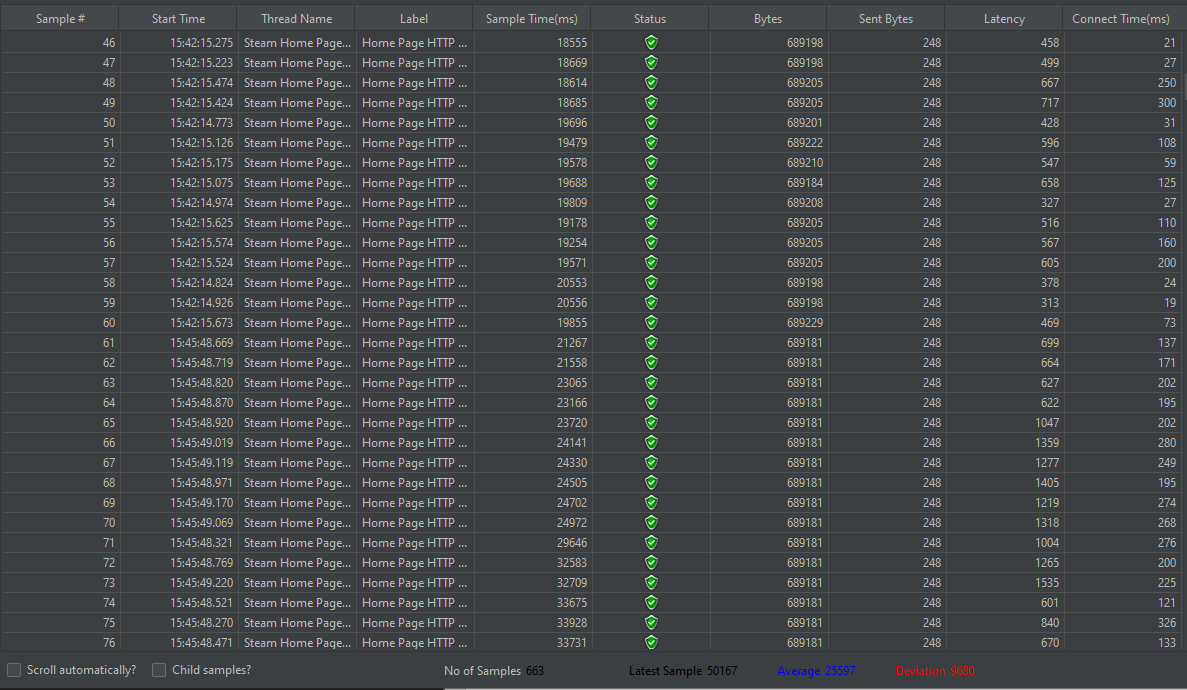 Sample # Start Time Thread Name Label Sample Time(ms) Status Bytes Sent Bytes Latency Connect Time(ms)
46 15:42:15.275 Steam Home Page... Home Page HTTP ... 18555 689198 248 458 21
47 15:42:15.223 Steam Home Page... Home Page HTTP ... 18669 689198 248 499 27
48 15:42:15.474 Steam Home Page... Home Page HTTP ... 18614 689205 248 667 250
49 15:42:15.424 Steam Home Page... Home Page HTTP ... 18685 689205 248 717 300
50 15:42:14.773 Steam Home Page... Home Page HTTP ... 19696 689201 248 428 31
51 15:42:15.126 Steam Home Page... Home Page HTTP ... 19479 689222 248 596 108
52 15:42:15.175 Steam Home Page... Home Page HTTP ... 19578 689210 248 547 59
53 15:42:15.075 Steam Home Page... Home Page HTTP ... 19688 689184 248 658 125
54 15:42:14.974 Steam Home Page... Home Page HTTP ... 19809 689208 248 327 27
55 15:42:15.625 Steam Home Page... Home Page HTTP ... 19178 689205 248 516 110
56 15:42:15.574 Steam Home Page... Home Page HTTP ... 19254 689205 248 567 160
57 15:42:15.524 Steam Home Page... Home Page HTTP ... 19571 689205 248 605 200
58 15:42:14.824 Steam Home Page... Home Page HTTP ... 20553 689198 248 378 24
59 15:42:14.926 Steam Home Page... Home Page HTTP ... 20556 689198 248 313 19
60 15:42:15.673 Steam Home Page... Home Page HTTP ... 19855 689229 248 469 73
61 15:45:48.669 Steam Home Page... Home Page HTTP ... 21267 689181 248 699 137
62 15:45:48.719 Steam Home Page... Home Page HTTP ... 21558 689181 248 664 171
63 15:45:48.820 Steam Home Page... Home Page HTTP ... 23065 689181 248 627 202
64 15:45:48.870 Steam Home Page... Home Page HTTP ... 23166 689181 248 622 195
65 15:45:48.920 Steam Home Page... Home Page HTTP ... 23720 689181 248 1047 202
66 15:45:49.019 Steam Home Page... Home Page HTTP ... 24141 689181 248 1359 280
67 15:45:49.119 Steam Home Page... Home Page HTTP ... 24330 689181 248 1277 249
68 15:45:48.971 Steam Home Page... Home Page HTTP ... 24505 689181 248 1405 195
69 15:45:49.170 Steam Home Page... Home Page HTTP ... 24702 689181 248 1219 274
70 15:45:49.069 Steam Home Page... Home Page HTTP ... 24972 689181 248 1318 268
71 15:45:48.321 Steam Home Page... Home Page HTTP ... 29646 689181 248 1004 276
72 15:45:48.769 Steam Home Page... Home Page HTTP ... 32583 689181 248 1265 200
73 15:45:49.220 Steam Home Page... Home Page HTTP ... 32709 689181 248 1535 225
74 15:45:48.521 Steam Home Page... Home Page HTTP ... 33675 689181 248 601 121
75 15:45:48.270 Steam Home Page... Home Page HTTP ... 33928 689181 248 840 326
76 15:45:48.471 Steam Home Page... Home Page HTTP ... 33731 689181 248 670 133
Scroll automatically? Child samples? No of Samples 663 Latest Sample 50167 Average 25597 Deviation 9680